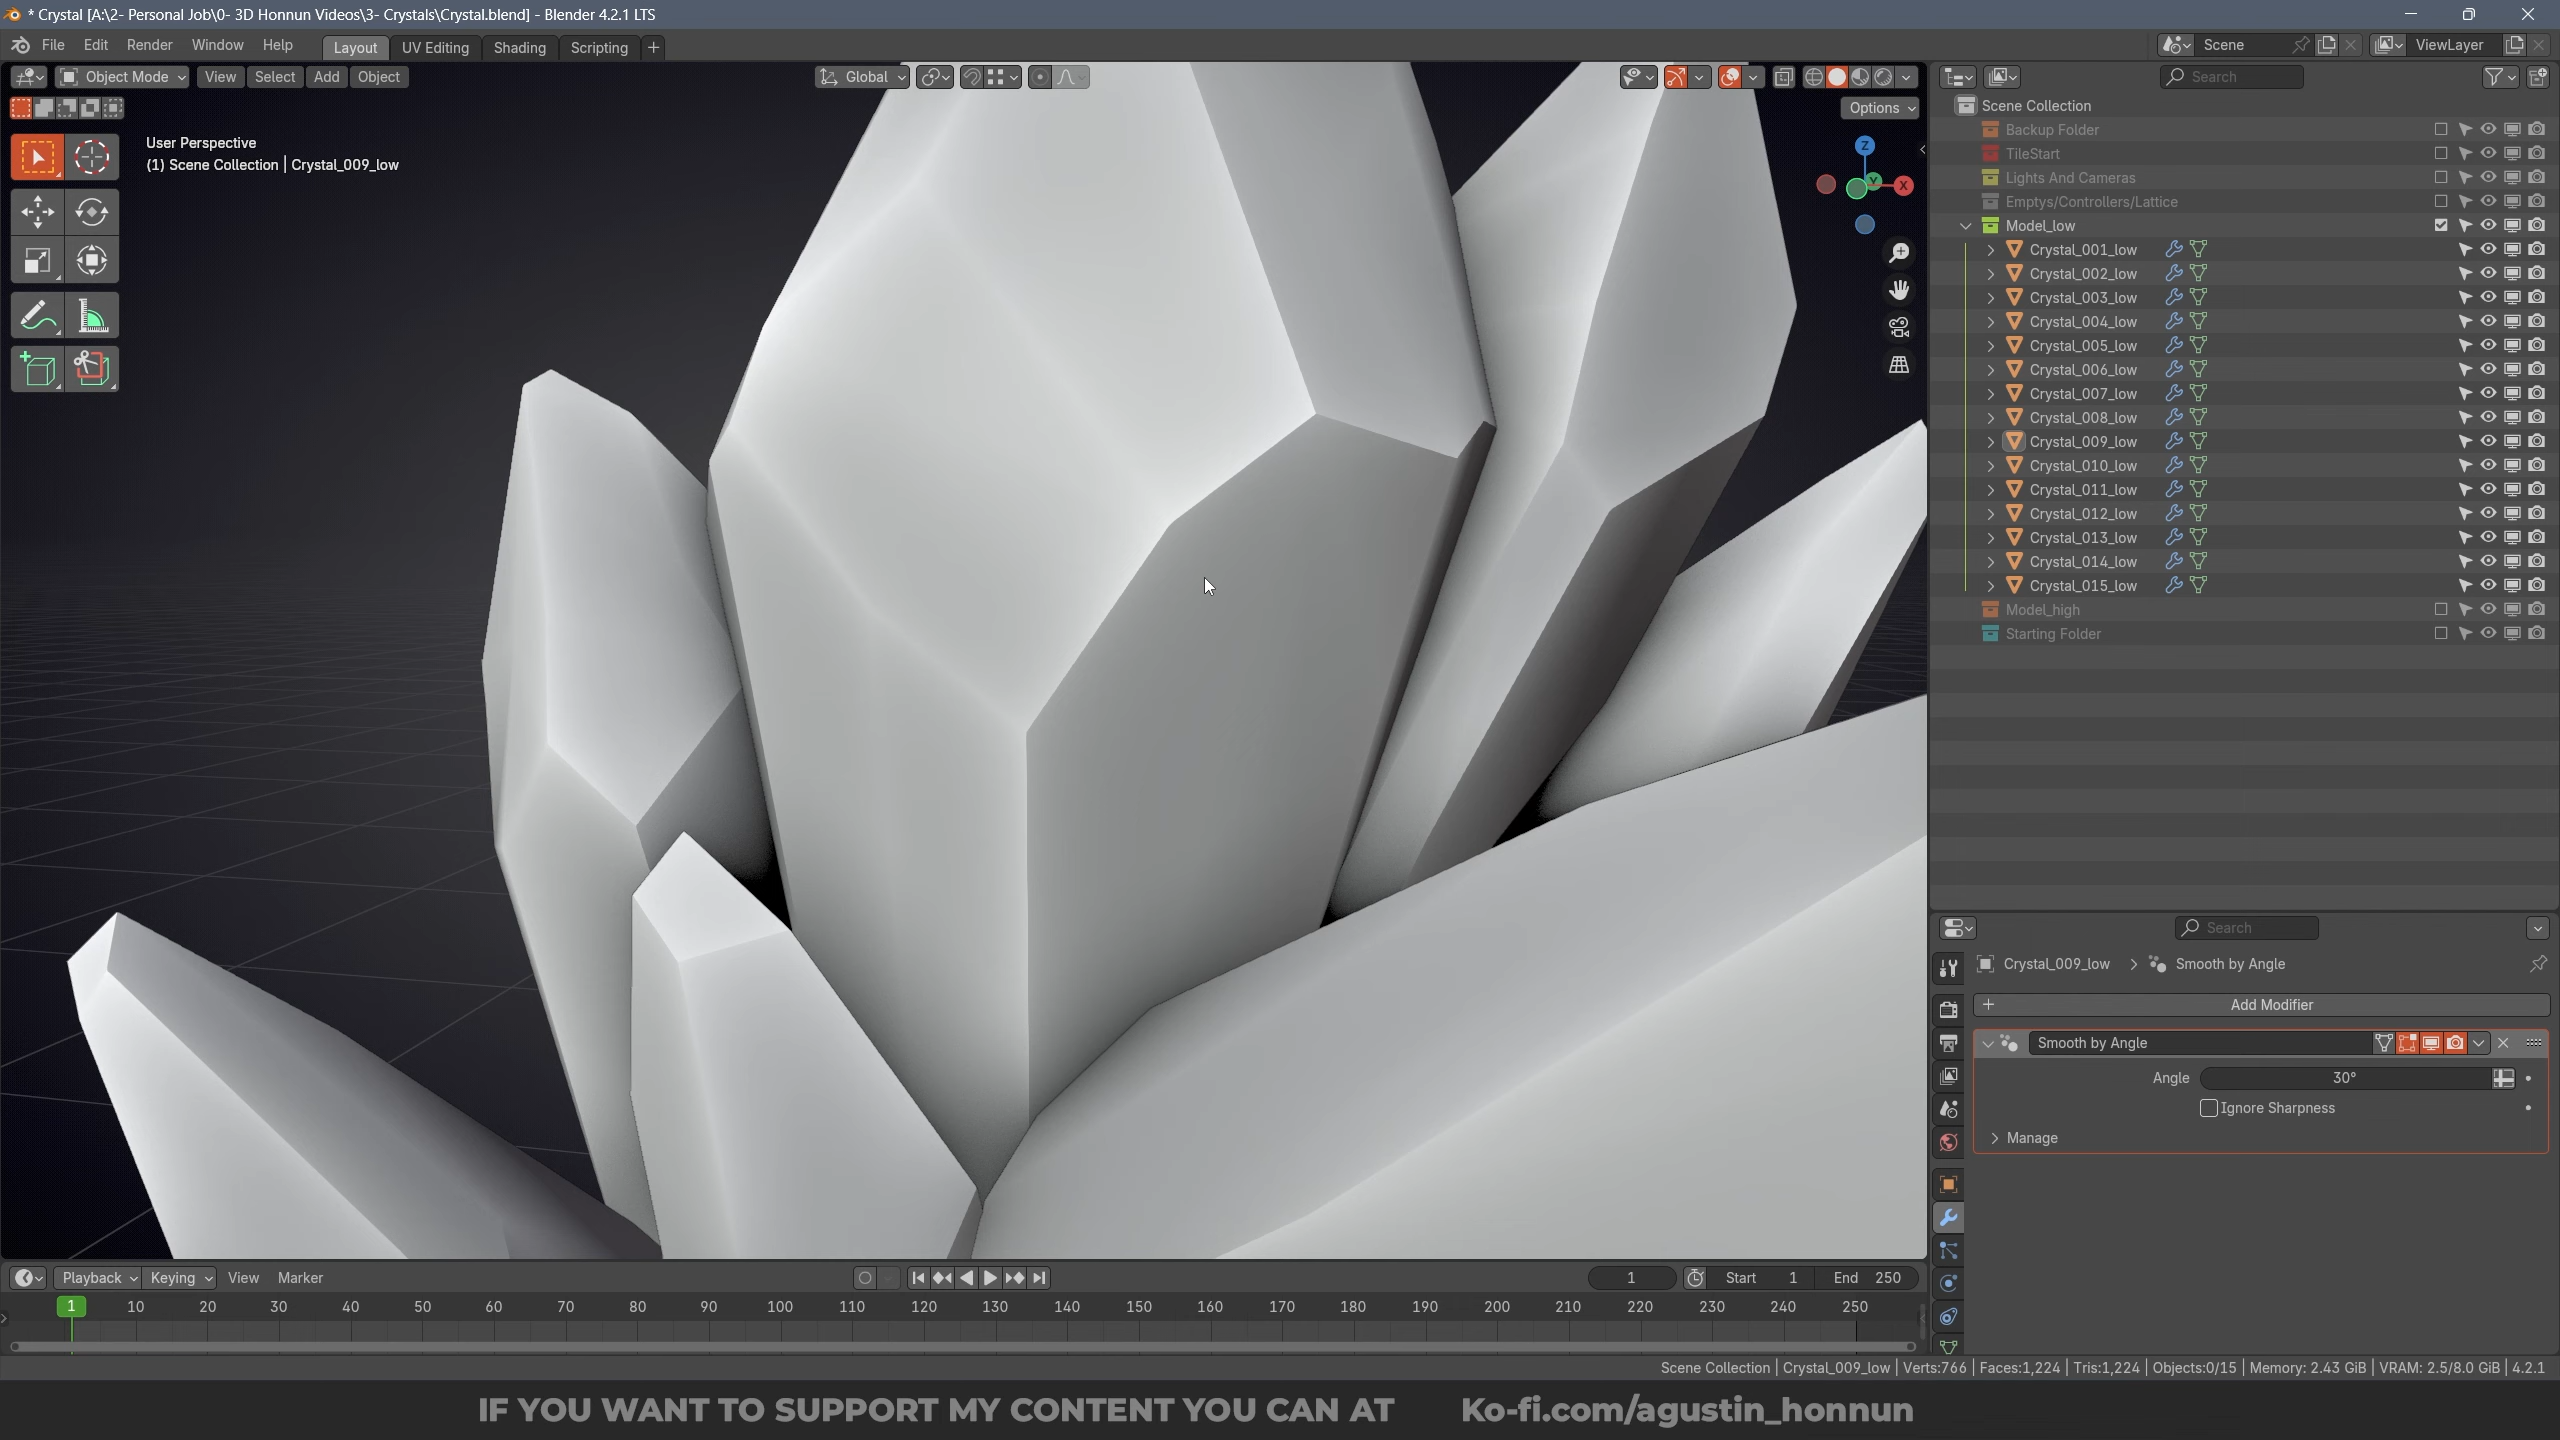 * Crystal [A:\2- Personal Job\0- 3D Honnun Videos\3- Crystals\Crystal.blend] - Blender 4.2.1 LTS
File Edit Render Window Help Layout UV Editing Shading Scripting + Scene ViewLayer
Object Mode View Select Add Object Global Search
Options
User Perspective
(1) Scene Collection | Crystal_009_low
Z
Y
X
Scene Collection
Backup Folder
TileStart
Lights And Cameras
Emptys/Controllers/Lattice
Model_low
Crystal_001_low
Crystal_002_low
Crystal_003_low
Crystal_004_low
Crystal_005_low
Crystal_006_low
Crystal_007_low
Crystal_008_low
Crystal_009_low
Crystal_010_low
Crystal_011_low
Crystal_012_low
Crystal_013_low
Crystal_014_low
Crystal_015_low
Model_high
Starting Folder
Search
Crystal_009_low > Smooth by Angle
+ Add Modifier
Smooth by Angle
Angle 30°
Ignore Sharpness
Manage
Playback Keying View Marker 1 Start 1 End 250
1 10 20 30 40 50 60 70 80 90 100 110 120 130 140 150 160 170 180 190 200 210 220 230 240 250
Scene Collection | Crystal_009_low | Verts:766 | Faces:1,224 | Tris:1,224 | Objects:0/15 | Memory: 2.43 GiB | VRAM: 2.5/8.0 GiB | 4.2.1
IF YOU WANT TO SUPPORT MY CONTENT YOU CAN AT Ko-fi.com/agustin_honnun